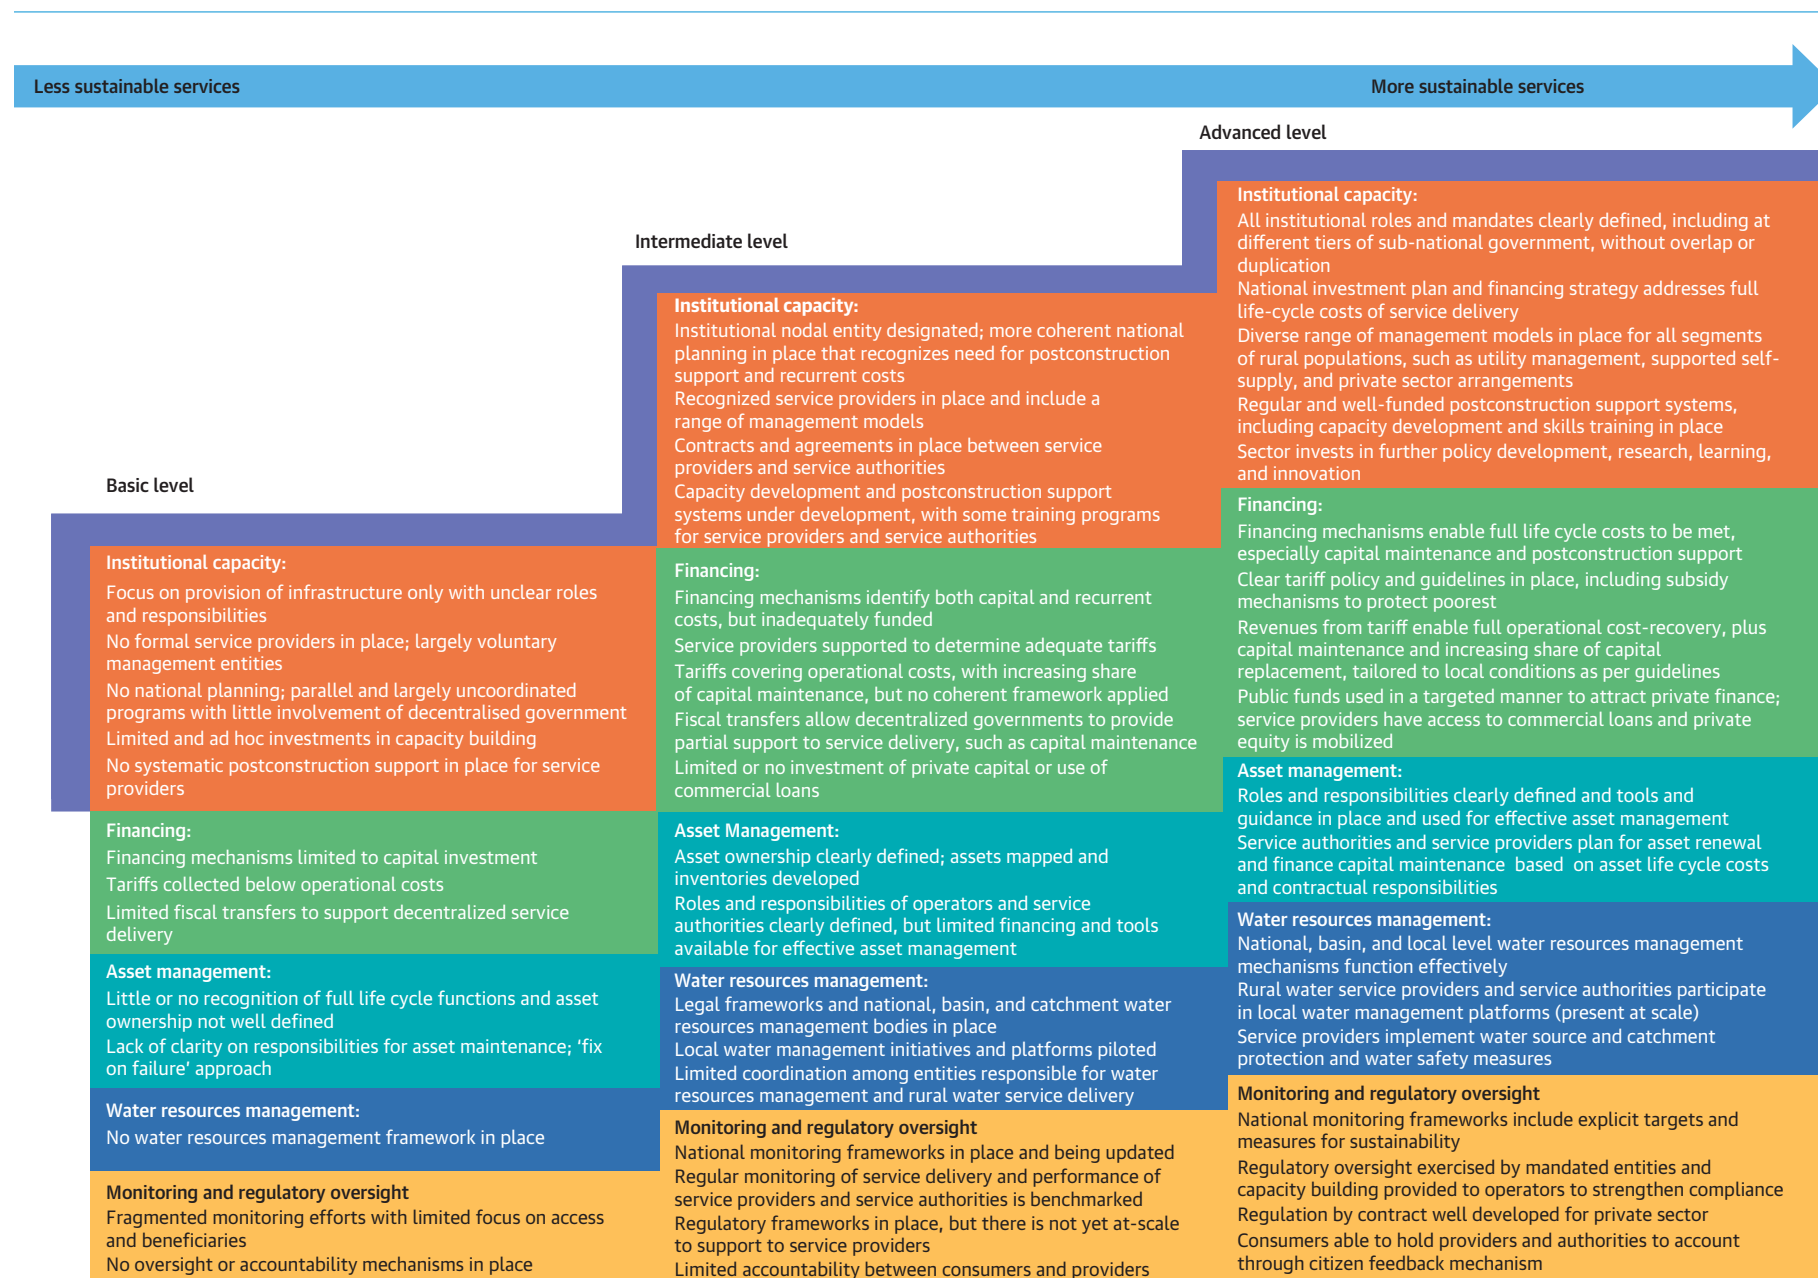 Less sustainable services
More sustainable services
Basic level
Institutional capacity:
Focus on provision of infrastructure only with unclear roles
and responsibilities
No formal service providers in place; largely voluntary
management entities
No national planning; parallel and largely uncoordinated
programs with little involvement of decentralised government
Limited and ad hoc investments in capacity building
No systematic postconstruction support in place for service
providers
Financing:
Financing mechanisms limited to capital investment
Tariffs collected below operational costs
Limited fiscal transfers to support decentralized service
delivery
Asset management:
Little or no recognition of full life cycle functions and asset
ownership not well defined
Lack of clarity on responsibilities for asset maintenance; ‘fix
on failure’ approach
Water resources management:
No water resources management framework in place
Monitoring and regulatory oversight
Fragmented monitoring efforts with limited focus on access
and beneficiaries
No oversight or accountability mechanisms in place
Intermediate level
Institutional capacity:
Institutional nodal entity designated; more coherent national
planning in place that recognizes need for postconstruction
support and recurrent costs
Recognized service providers in place and include a
range of management models
Contracts and agreements in place between service
providers and service authorities
Capacity development and postconstruction support
systems under development, with some training programs
for service providers and service authorities
Financing:
Financing mechanisms identify both capital and recurrent
costs, but inadequately funded
Service providers supported to determine adequate tariffs
Tariffs covering operational costs, with increasing share
of capital maintenance, but no coherent framework applied
Fiscal transfers allow decentralized governments to provide
partial support to service delivery, such as capital maintenance
Limited or no investment of private capital or use of
commercial loans
Asset Management:
Asset ownership clearly defined; assets mapped and
inventories developed
Roles and responsibilities of operators and service
authorities clearly defined, but limited financing and tools
available for effective asset management
Water resources management:
Legal frameworks and national, basin, and catchment water
resources management bodies in place
Local water management initiatives and platforms piloted
Limited coordination among entities responsible for water
resources management and rural water service delivery
Monitoring and regulatory oversight
National monitoring frameworks in place and being updated
Regular monitoring of service delivery and performance of
service providers and service authorities is benchmarked
Regulatory frameworks in place, but there is not yet at-scale
to support to service providers
Limited accountability between consumers and providers
Advanced level
Institutional capacity:
All institutional roles and mandates clearly defined, including at
different tiers of sub-national government, without overlap or
duplication
National investment plan and financing strategy addresses full
life-cycle costs of service delivery
Diverse range of management models in place for all segments
of rural populations, such as utility management, supported self-
supply, and private sector arrangements
Regular and well-funded postconstruction support systems,
including capacity development and skills training in place
Sector invests in further policy development, research, learning,
and innovation
Financing:
Financing mechanisms enable full life cycle costs to be met,
especially capital maintenance and postconstruction support
Clear tariff policy and guidelines in place, including subsidy
mechanisms to protect poorest
Revenues from tariff enable full operational cost-recovery, plus
capital maintenance and increasing share of capital
replacement, tailored to local conditions as per guidelines
Public funds used in a targeted manner to attract private finance;
service providers have access to commercial loans and private
equity is mobilized
Asset management:
Roles and responsibilities clearly defined and tools and
guidance in place and used for effective asset management
Service authorities and service providers plan for asset renewal
and finance capital maintenance based on asset life cycle costs
and contractual responsibilities
Water resources management:
National, basin, and local level water resources management
mechanisms function effectively
Rural water service providers and service authorities participate
in local water management platforms (present at scale)
Service providers implement water source and catchment
protection and water safety measures
Monitoring and regulatory oversight
National monitoring frameworks include explicit targets and
measures for sustainability
Regulatory oversight exercised by mandated entities and
capacity building provided to operators to strengthen compliance
Regulation by contract well developed for private sector
Consumers able to hold providers and authorities to account
through citizen feedback mechanism